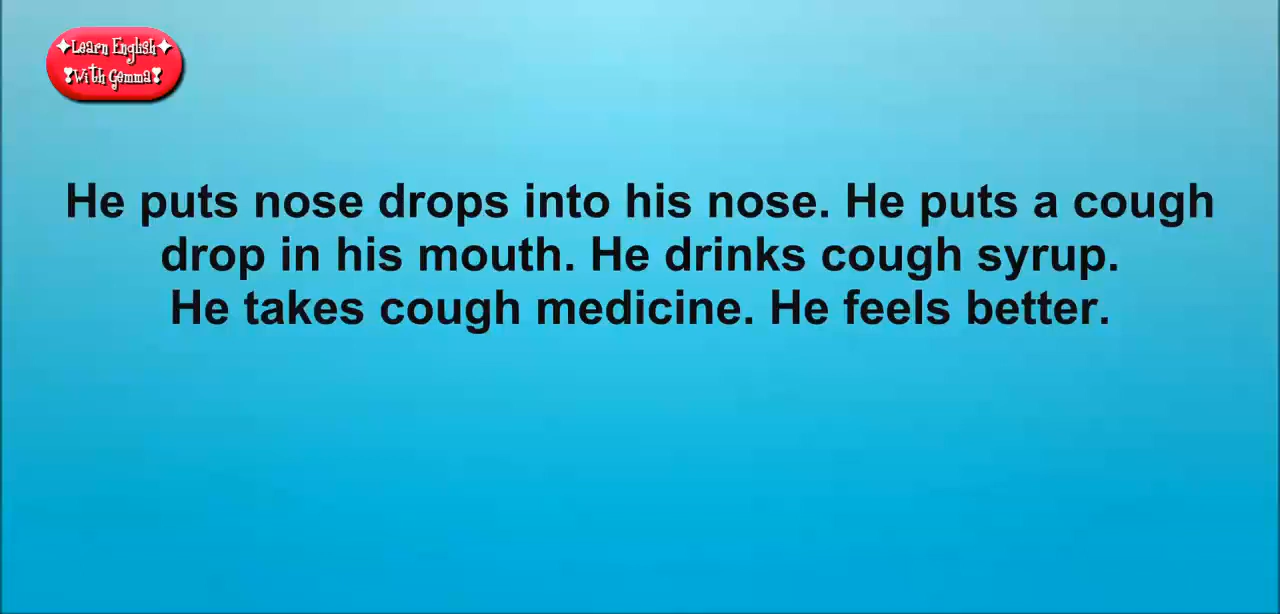 ✦Learn English✦
❣With Gemma❣
He puts nose drops into his nose. He puts a cough
drop in his mouth. He drinks cough syrup.
He takes cough medicine. He feels better.